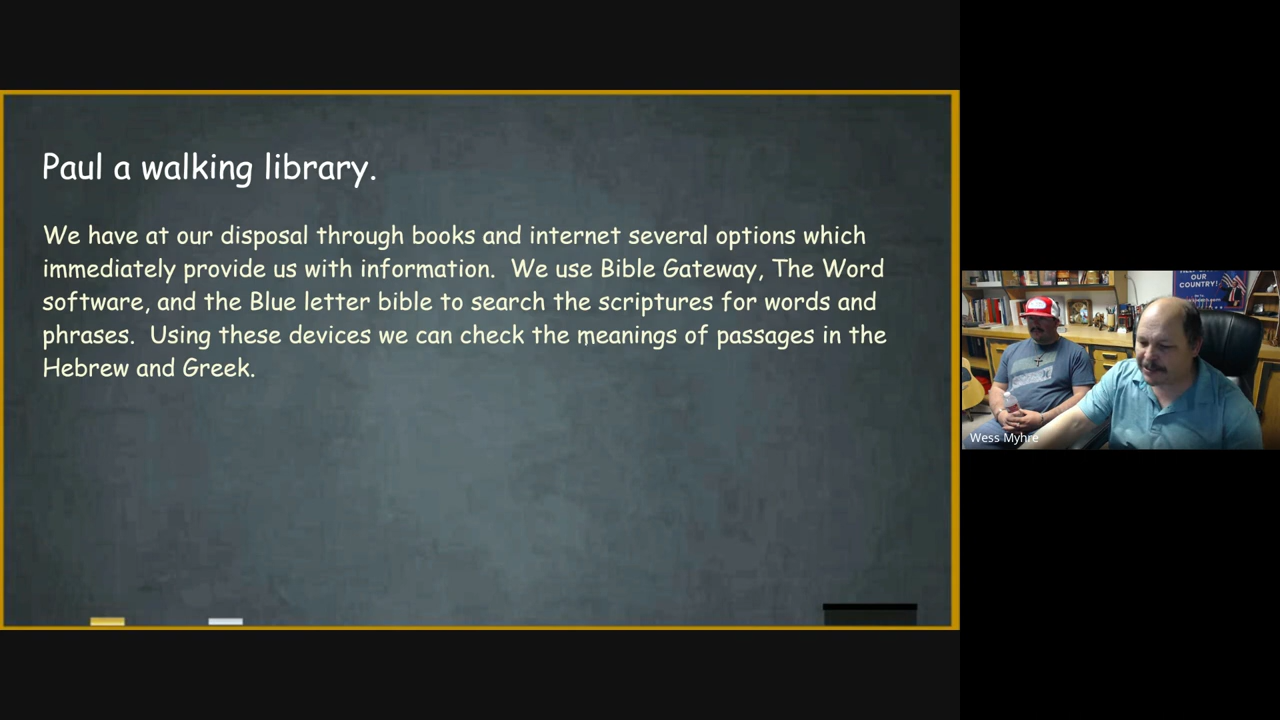 Paul a walking library.
We have at our disposal through books and internet several options which
immediately provide us with information.  We use Bible Gateway, The Word
software, and the Blue letter bible to search the scriptures for words and
phrases.  Using these devices we can check the meanings of passages in the
Hebrew and Greek.
OUR
COUNTRY!
Wess Myhre